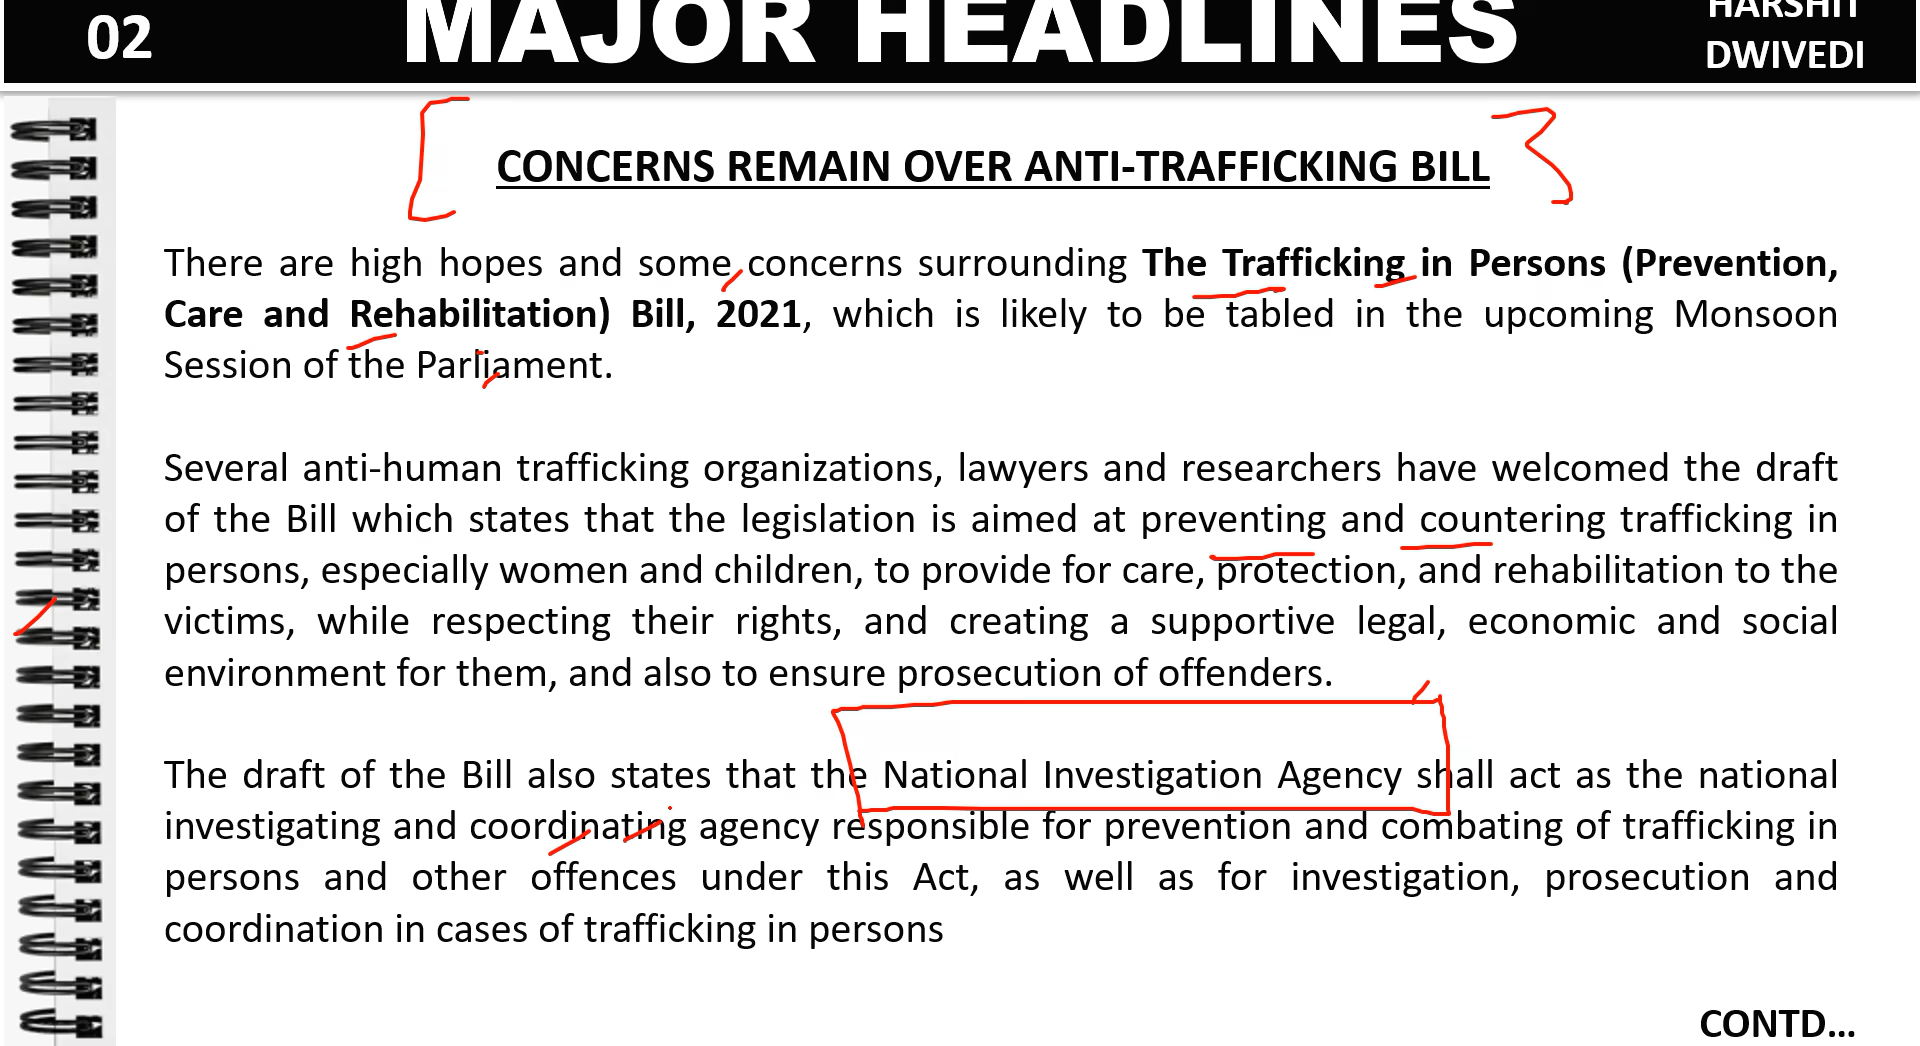 02
MAJOR HEADLINES
HARSHIT
DWIVEDI
CONCERNS REMAIN OVER ANTI-TRAFFICKING BILL
There are high hopes and some concerns surrounding The Trafficking in Persons (Prevention,
Care and Rehabilitation) Bill, 2021, which is likely to be tabled in the upcoming Monsoon
Session of the Parliament.
Several anti-human trafficking organizations, lawyers and researchers have welcomed the draft
of the Bill which states that the legislation is aimed at preventing and countering trafficking in
persons, especially women and children, to provide for care, protection, and rehabilitation to the
victims, while respecting their rights, and creating a supportive legal, economic and social
environment for them, and also to ensure prosecution of offenders.
The draft of the Bill also states that the National Investigation Agency shall act as the national
investigating and coordinating agency responsible for prevention and combating of trafficking in
persons and other offences under this Act, as well as for investigation, prosecution and
coordination in cases of trafficking in persons
CONTD...